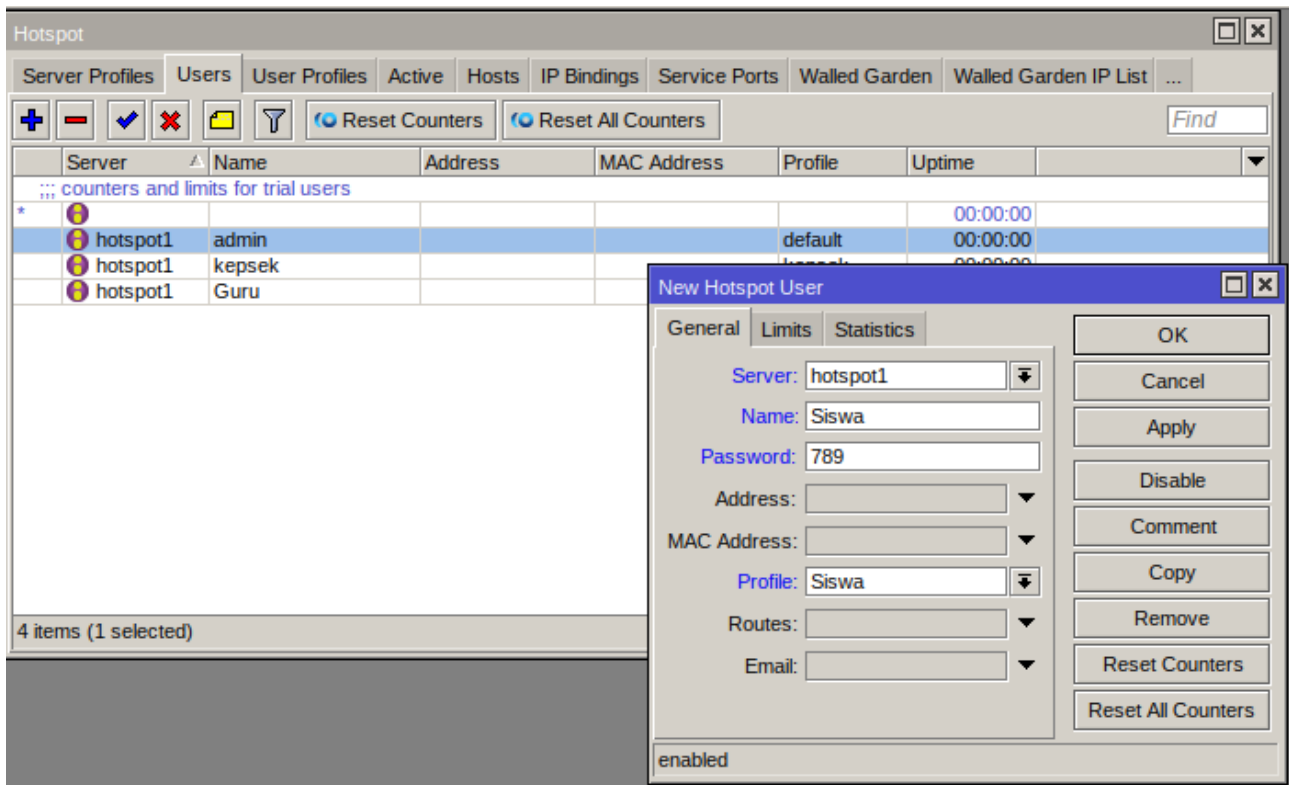 Hotspot
Server Profiles Users User Profiles Active Hosts IP Bindings Service Ports Walled Garden Walled Garden IP List ...
Reset Counters Reset All Counters Find
Server Name Address MAC Address Profile Uptime
;;; counters and limits for trial users
* 00:00:00
hotspot1 admin default 00:00:00
hotspot1 kepsek
hotspot1 Guru
4 items (1 selected)
New Hotspot User
General Limits Statistics
Server: hotspot1
Name: Siswa
Password: 789
Address:
MAC Address:
Profile: Siswa
Routes:
Email:
OK
Cancel
Apply
Disable
Comment
Copy
Remove
Reset Counters
Reset All Counters
enabled